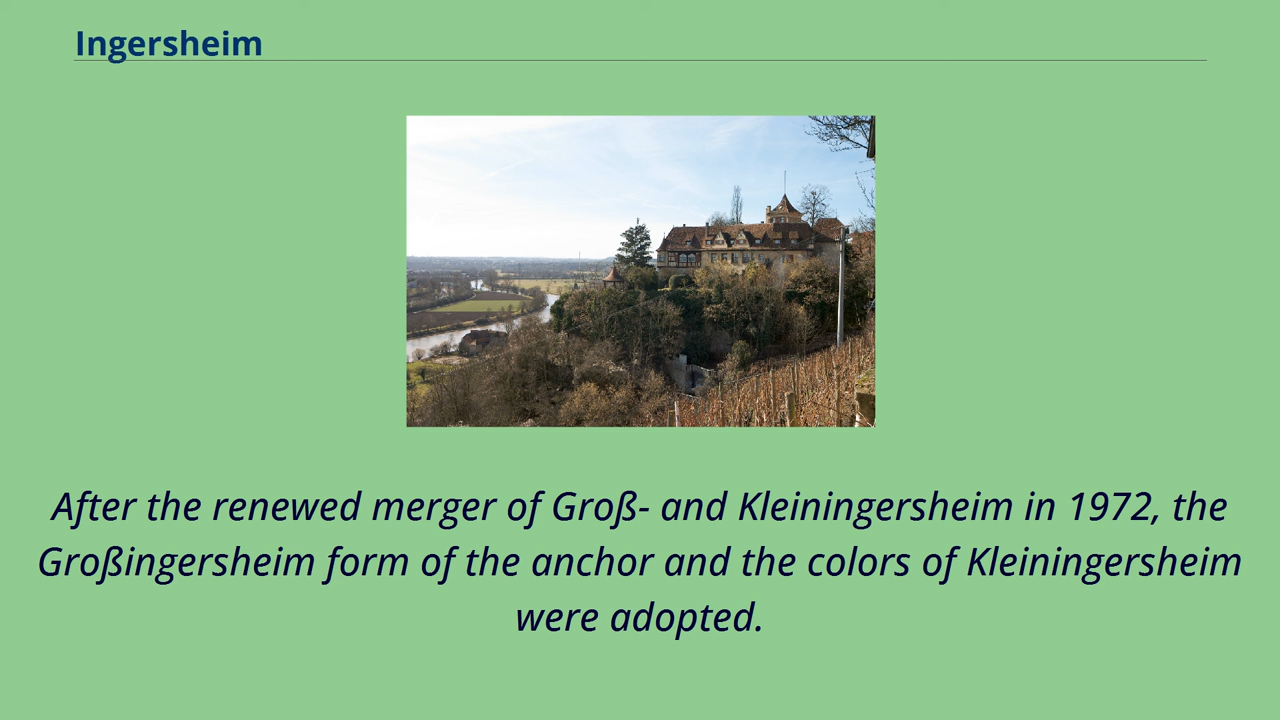 Ingersheim
After the renewed merger of Groß- and Kleiningersheim in 1972, the
Großingersheim form of the anchor and the colors of Kleiningersheim
were adopted.